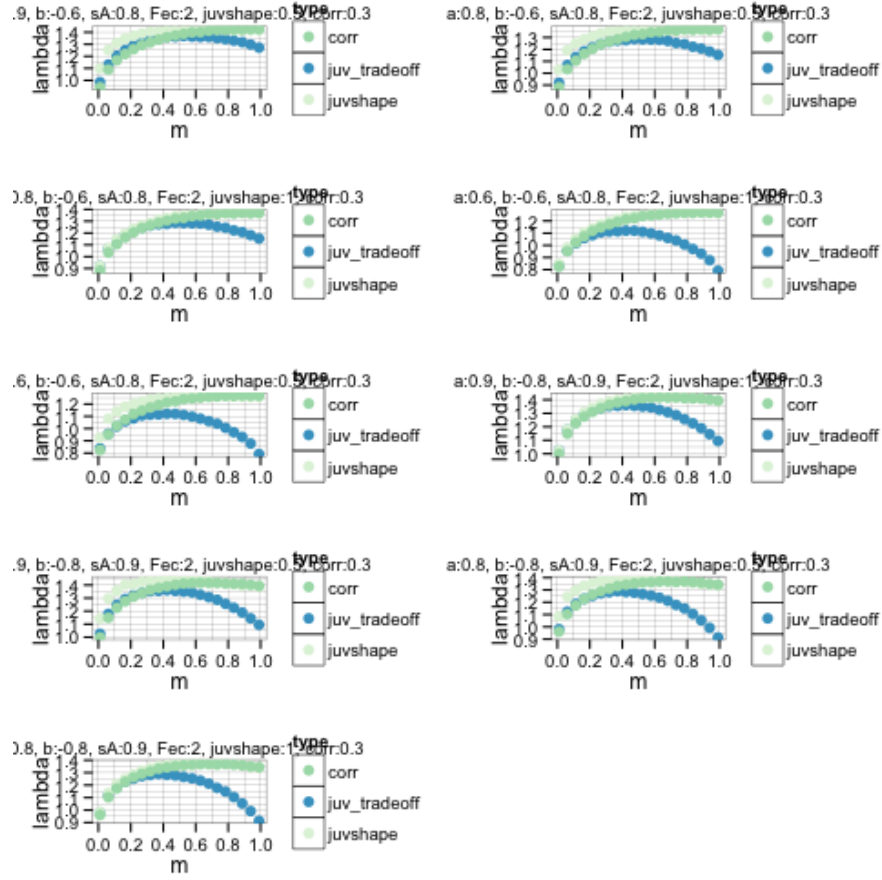 .9, b:-0.6, sA:0.8, Fec:2, juvshape:0.5, corr:0.3
type
lambda
1.4
1.3
1.2
1.1
1.0
corr
juv_tradeoff
juvshape
0.0 0.2 0.4 0.6 0.8 1.0
m
a:0.8, b:-0.6, sA:0.8, Fec:2, juvshape:0.5, corr:0.3
type
lambda
1.3
1.2
1.1
1.0
0.9
corr
juv_tradeoff
juvshape
0.0 0.2 0.4 0.6 0.8 1.0
m
0.8, b:-0.6, sA:0.8, Fec:2, juvshape:1, corr:0.3
type
lambda
1.4
1.3
1.2
1.1
1.0
0.9
corr
juv_tradeoff
juvshape
0.0 0.2 0.4 0.6 0.8 1.0
m
a:0.6, b:-0.6, sA:0.8, Fec:2, juvshape:1, corr:0.3
type
lambda
1.2
1.1
1.0
0.9
0.8
corr
juv_tradeoff
juvshape
0.0 0.2 0.4 0.6 0.8 1.0
m
.6, b:-0.6, sA:0.8, Fec:2, juvshape:0.5, corr:0.3
type
lambda
1.2
1.1
1.0
0.9
0.8
corr
juv_tradeoff
juvshape
0.0 0.2 0.4 0.6 0.8 1.0
m
a:0.9, b:-0.8, sA:0.9, Fec:2, juvshape:1, corr:0.3
type
lambda
1.4
1.3
1.2
1.1
1.0
corr
juv_tradeoff
juvshape
0.0 0.2 0.4 0.6 0.8 1.0
m
.9, b:-0.8, sA:0.9, Fec:2, juvshape:0.5, corr:0.3
type
lambda
1.4
1.3
1.2
1.1
1.0
corr
juv_tradeoff
juvshape
0.0 0.2 0.4 0.6 0.8 1.0
m
a:0.8, b:-0.8, sA:0.9, Fec:2, juvshape:0.5, corr:0.3
type
lambda
1.4
1.3
1.2
1.1
1.0
0.9
corr
juv_tradeoff
juvshape
0.0 0.2 0.4 0.6 0.8 1.0
m
0.8, b:-0.8, sA:0.9, Fec:2, juvshape:1, corr:0.3
type
lambda
1.4
1.3
1.2
1.1
1.0
0.9
corr
juv_tradeoff
juvshape
0.0 0.2 0.4 0.6 0.8 1.0
m